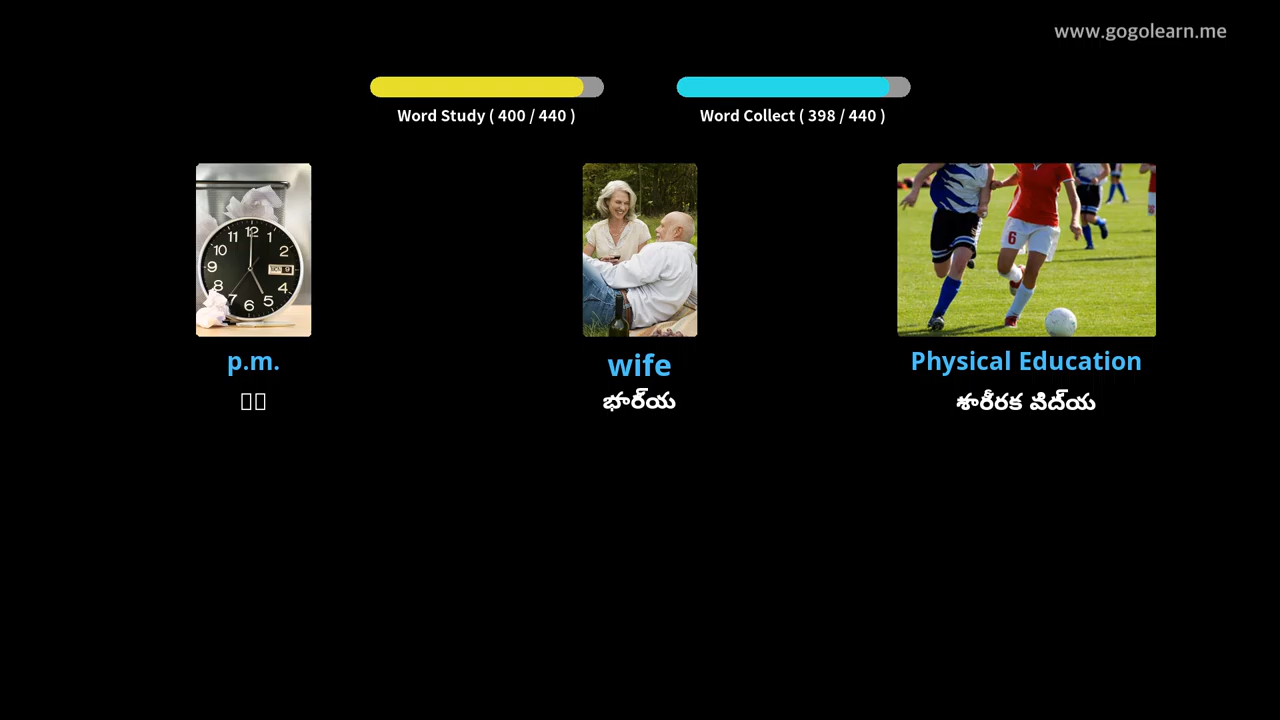 www.gogolearn.me
Word Study ( 400 / 440 )
Word Collect ( 398 / 440 )
p.m.
wife
భార్య
Physical Education
శారీరక విద్య